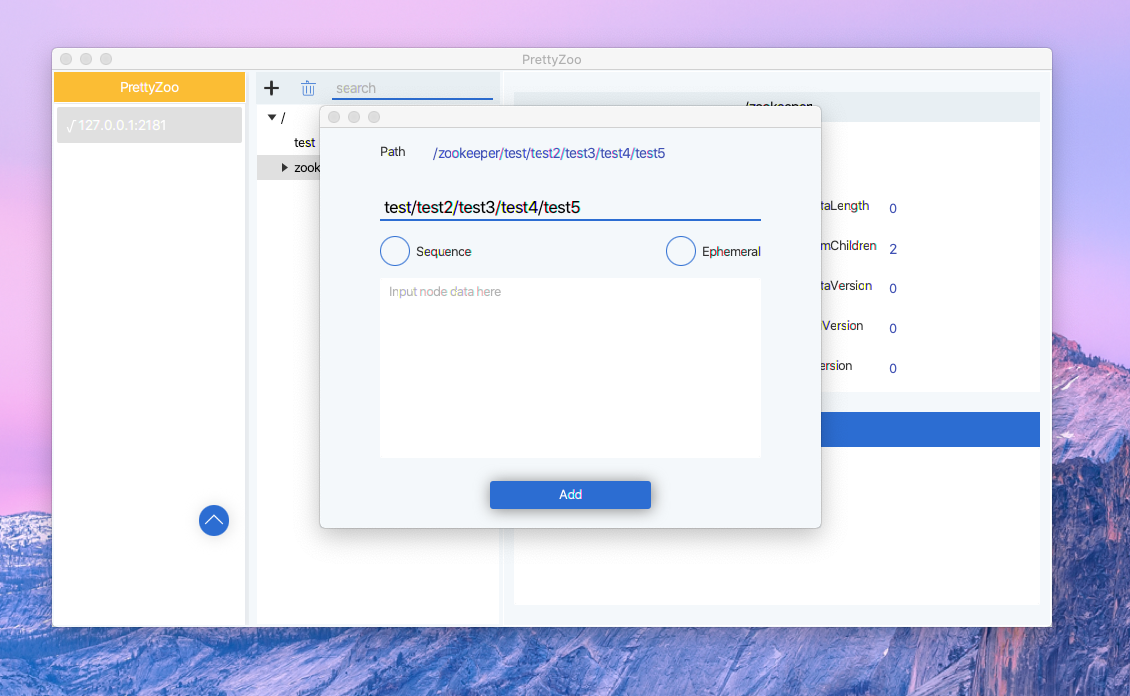 PrettyZoo
PrettyZoo
√ 127.0.0.1:2181
search
/
test
zook
/zookeeper
Path /zookeeper/test/test2/test3/test4/test5
test/test2/test3/test4/test5
Sequence
Ephemeral
Input node data here
Add
taLength 0
mChildren 2
taVersion 0
lVersion 0
ersion 0